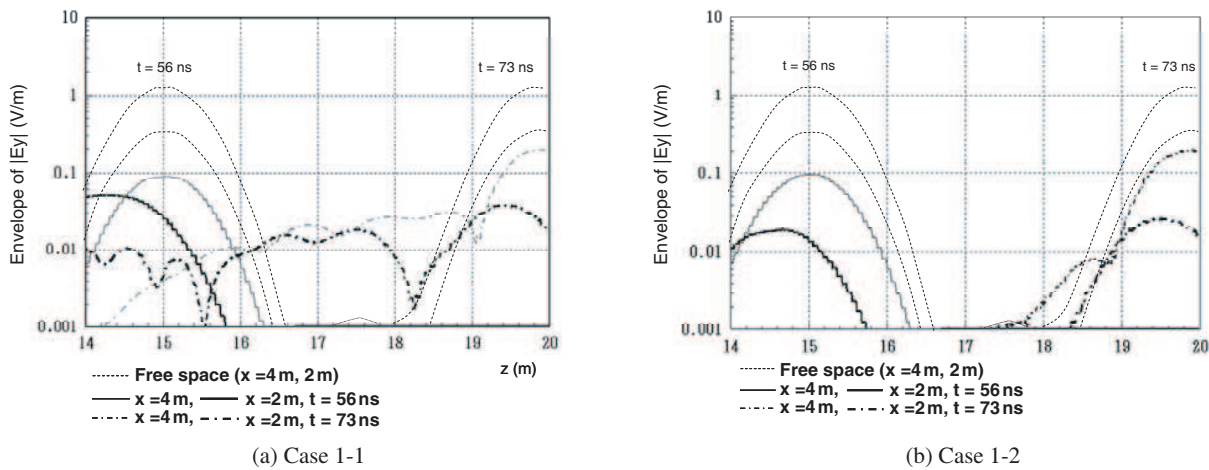 10
1
0.1
0.01
0.001
Envelope of |Ey| (V/m)
t = 56 ns
t = 73 ns
14 15 16 17 18 19 20
z (m)
Free space (x =4 m, 2 m)
x =4 m, x =2 m, t = 56 ns
x =4 m, x =2 m, t = 73 ns
(a) Case 1-1
10
1
0.1
0.01
0.001
Envelope of |Ey| (V/m)
t = 56 ns
t = 73 ns
14 15 16 17 18 19 20
z (m)
Free space (x =4 m, 2 m)
x =4 m, x =2 m, t = 56 ns
x =4 m, x =2 m, t = 73 ns
(b) Case 1-2